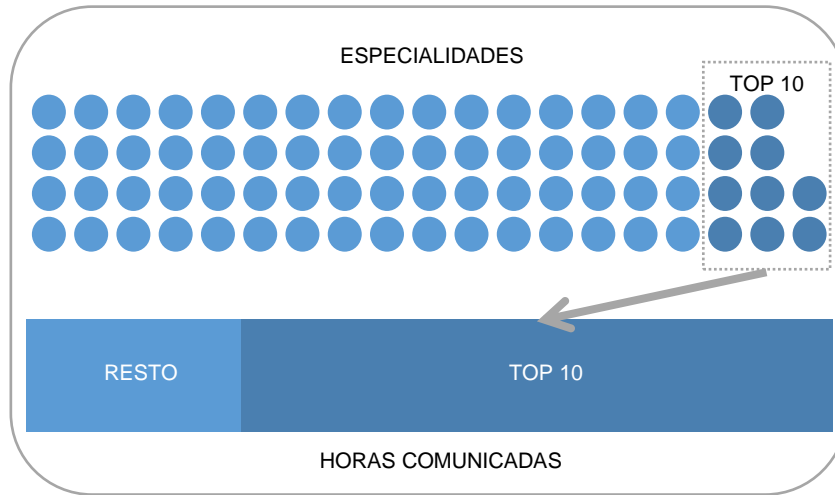 ESPECIALIDADES
TOP 10
RESTO
TOP 10
HORAS COMUNICADAS